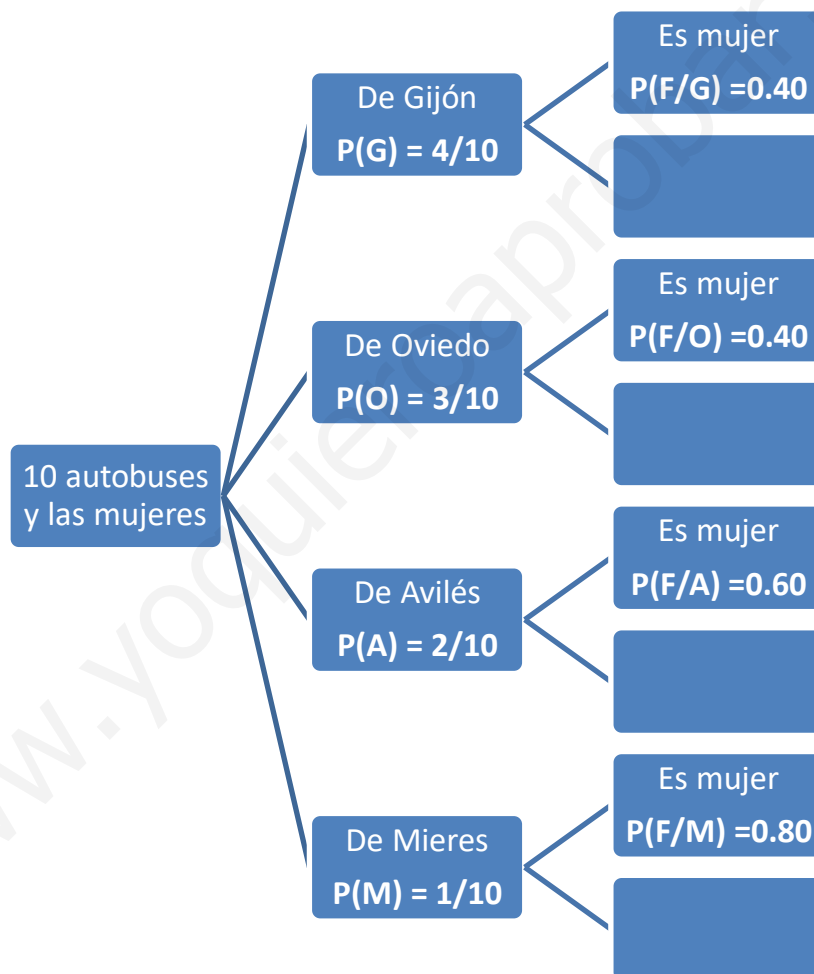 Es mujer
P(F/G) =0.40
De Gijón
P(G) = 4/10
Es mujer
P(F/O) =0.40
De Oviedo
P(O) = 3/10
10 autobuses
y las mujeres
Es mujer
P(F/A) =0.60
De Avilés
P(A) = 2/10
Es mujer
P(F/M) =0.80
De Mieres
P(M) = 1/10
w.yoquieroaprobar